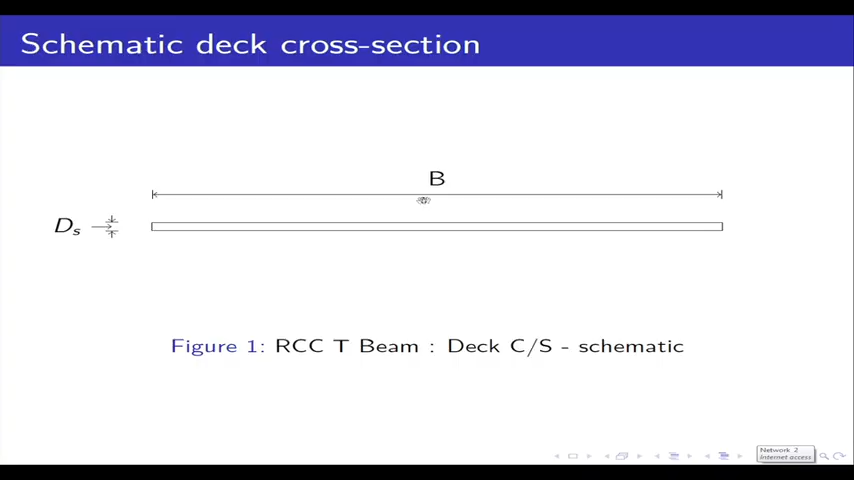 Schematic deck cross-section
B
Ds
Figure 1: RCC T Beam : Deck C/S - schematic
Network 2
Internet access